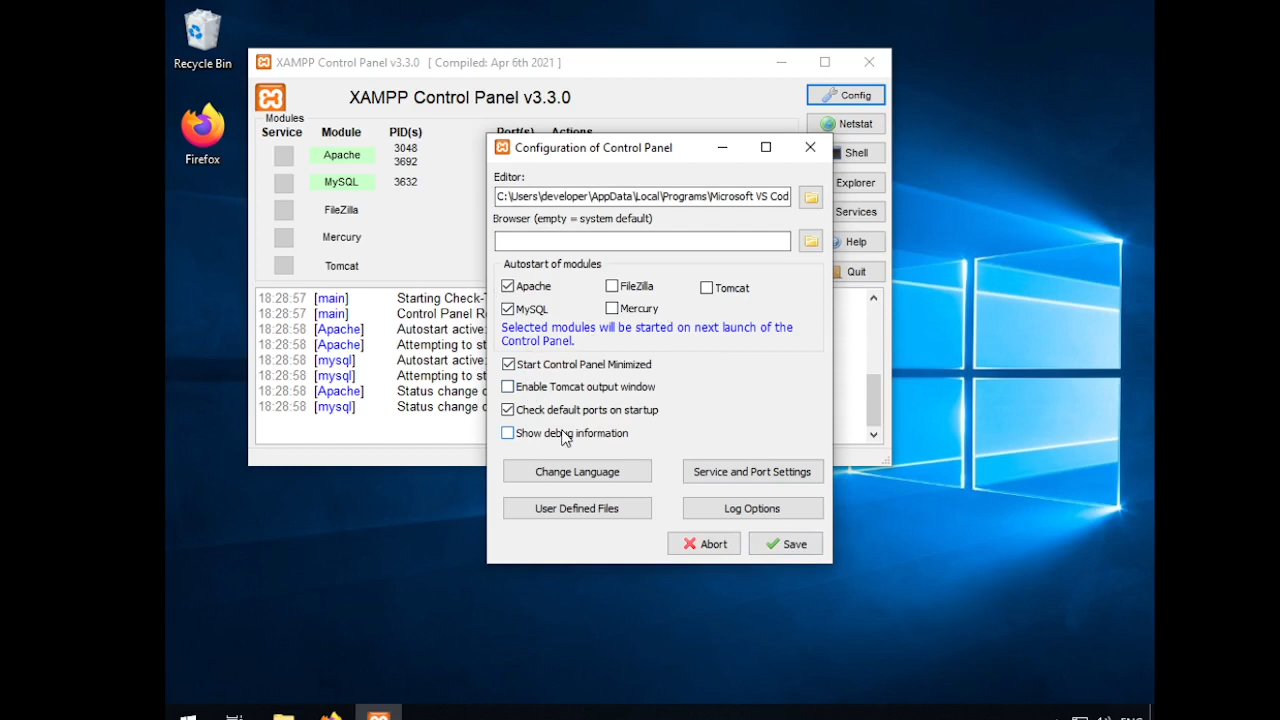 Recycle Bin
Firefox
XAMPP Control Panel v3.3.0 [ Compiled: Apr 6th 2021 ]
XAMPP Control Panel v3.3.0
Config
Modules
Service Module PID(s) Port(s) Actions
Netstat
Apache 3048
3692
Shell
MySQL 3632
Explorer
FileZilla
Services
Mercury
Help
Tomcat
Quit
18:28:57 [main] Starting Check-
18:28:57 [main] Control Panel R
18:28:58 [Apache] Autostart active:
18:28:58 [Apache] Attempting to st
18:28:58 [mysql] Autostart active:
18:28:58 [mysql] Attempting to st
18:28:58 [Apache] Status change
18:28:58 [mysql] Status change
Configuration of Control Panel
Editor:
C:\Users\developer\AppData\Local\Programs\Microsoft VS Cod
Browser (empty = system default)
Autostart of modules
Apache FileZilla Tomcat
MySQL Mercury
Selected modules will be started on next launch of the
Control Panel.
Start Control Panel Minimized
Enable Tomcat output window
Check default ports on startup
Show debug information
Change Language Service and Port Settings
User Defined Files Log Options
Abort Save